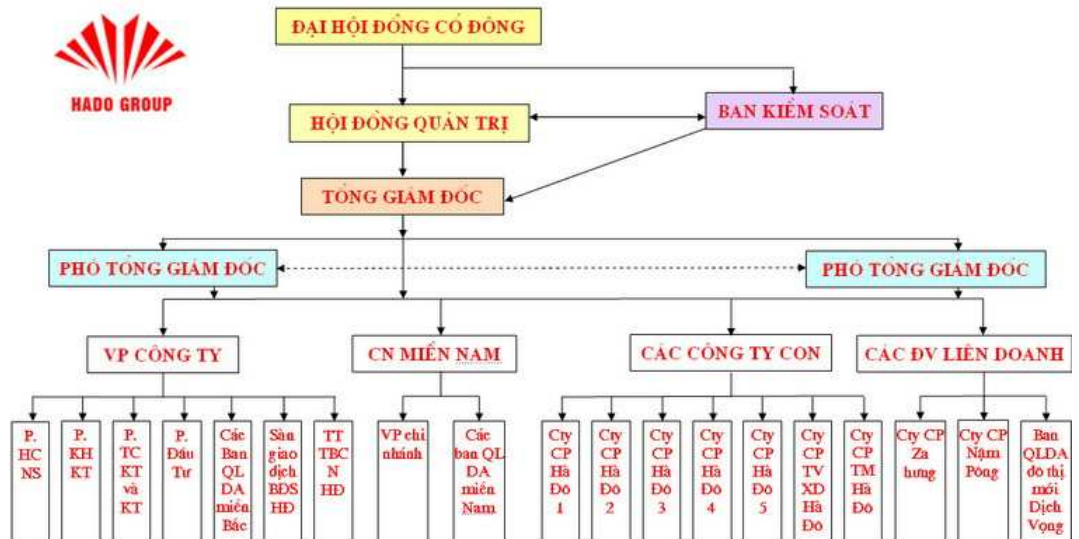 ĐẠI HỘI ĐỒNG CỔ ĐÔNG
HADO GROUP
HỘI ĐỒNG QUẢN TRỊ
BAN KIỂM SOÁT
TỔNG GIÁM ĐỐC
PHÓ TỔNG GIÁM ĐỐC
PHÓ TỔNG GIÁM ĐỐC
VP CÔNG TY
CN MIỀN NAM
CÁC CÔNG TY CON
CÁC ĐV LIÊN DOANH
P.
HC
NS
P.
KH
KT
P.
TC
KT
và
KT
P.
Đầu
Tư
Các
Ban
QL
DA
miền
Bắc
Sàn
giao
dịch
BĐS
HĐ
TT
TBC
N
HĐ
VP chi
nhánh
Các
ban QL
DA
miền
Nam
Cty
CP
Hà
Đô
1
Cty
CP
Hà
Đô
2
Cty
CP
Hà
Đô
3
Cty
CP
Hà
Đô
4
Cty
CP
Hà
Đô
5
Cty
CP
TV
XD
Hà
Đô
Cty
CP
TM
Hà
Đô
Cty CP
Za
hưng
Cty CP
Nậm
Pông
Ban
QLDA
đô thị
mới
Dịch
Vọng